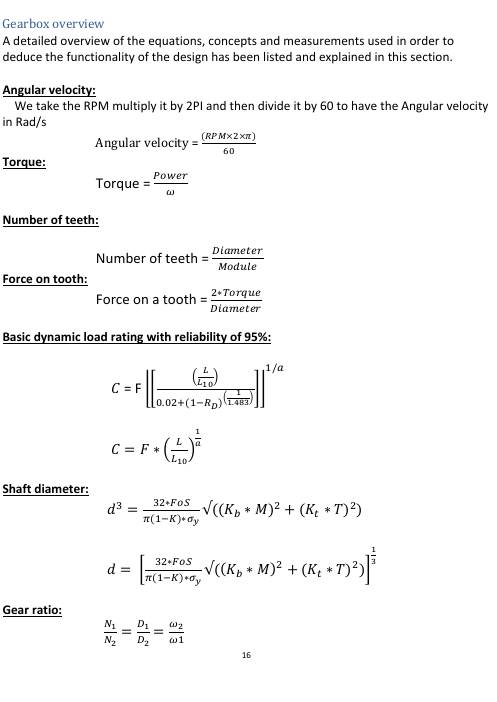 Gearbox overview
A detailed overview of the equations, concepts and measurements used in order to
deduce the functionality of the design has been listed and explained in this section.
Angular velocity:
We take the RPM multiply it by 2PI and then divide it by 60 to have the Angular velocity
in Rad/s
Angular velocity = (RPM×2×π)/60
Torque:
Torque = Power/ω
Number of teeth:
Number of teeth = Diameter/Module
Force on tooth:
Force on a tooth = 2*Torque/Diameter
Basic dynamic load rating with reliability of 95%:
C = F [[(L/L₁₀)/(0.02+(1−R_D)^(1/1.483))]]^1/a
C = F * (L/L₁₀)^(1/a)
Shaft diameter:
d³ = 32*FoS/(π(1−K)*σ_y) √((K_b * M)² + (K_t * T)²)
d = [32*FoS/(π(1−K)*σ_y) √((K_b * M)² + (K_t * T)²)]^(1/3)
Gear ratio:
N₁/N₂ = D₁/D₂ = ω₂/ω1
16